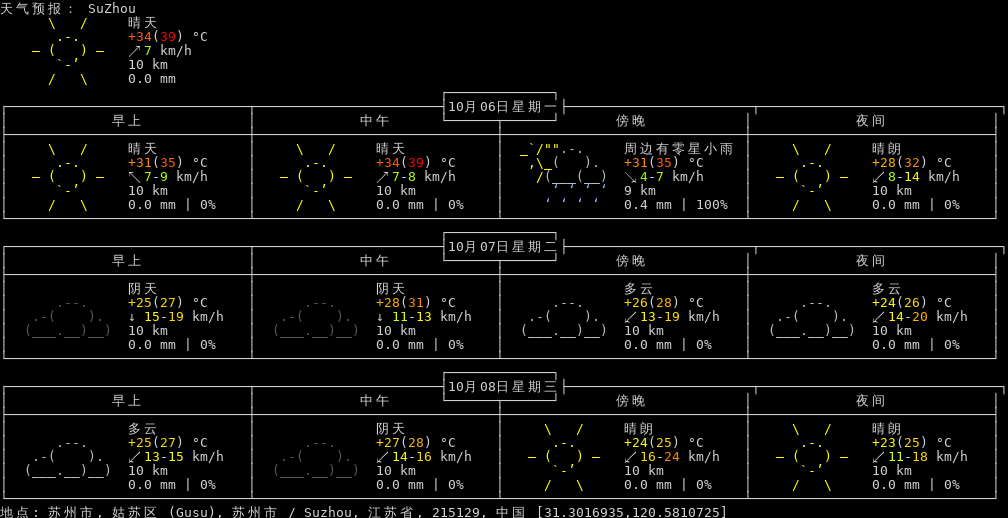 天气预报: SuZhou
晴天
+34(39) °C
↗7 km/h
10 km
0.0 mm
10月06日星期一
早上 中午 傍晚 夜间
晴天 晴天 周边有零星小雨 晴朗
+31(35) °C +34(39) °C +31(35) °C +28(32) °C
↖7-9 km/h ↗7-8 km/h ↘4-7 km/h ↙8-14 km/h
10 km 10 km 9 km 10 km
0.0 mm | 0% 0.0 mm | 0% 0.4 mm | 100% 0.0 mm | 0%
10月07日星期二
早上 中午 傍晚 夜间
阴天 阴天 多云 多云
+25(27) °C +28(31) °C +26(28) °C +24(26) °C
↓ 15-19 km/h ↓ 11-13 km/h ↙13-19 km/h ↙14-20 km/h
10 km 10 km 10 km 10 km
0.0 mm | 0% 0.0 mm | 0% 0.0 mm | 0% 0.0 mm | 0%
10月08日星期三
早上 中午 傍晚 夜间
多云 阴天 晴朗 晴朗
+25(27) °C +27(28) °C +24(25) °C +23(25) °C
↙13-15 km/h ↙14-16 km/h ↙16-24 km/h ↙11-18 km/h
10 km 10 km 10 km 10 km
0.0 mm | 0% 0.0 mm | 0% 0.0 mm | 0% 0.0 mm | 0%
地点: 苏州市, 姑苏区 (Gusu), 苏州市 / Suzhou, 江苏省, 215129, 中国 [31.3016935,120.5810725]